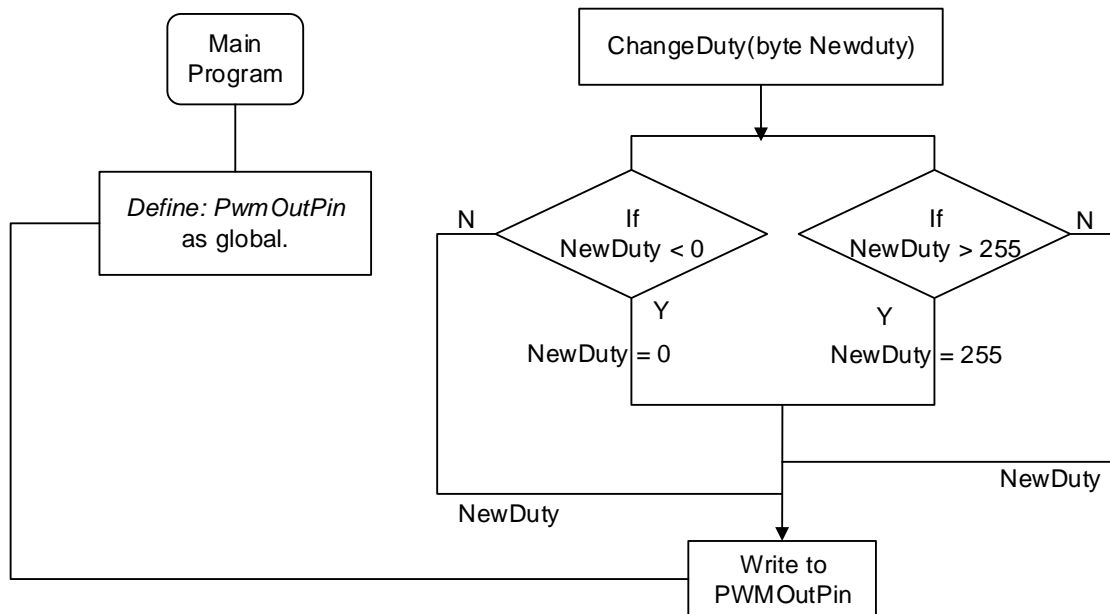 Main
Program
Define: PwmOutPin
as global.
ChangeDuty(byte Newduty)
N
If
NewDuty < 0
Y
NewDuty = 0
If
NewDuty > 255
N
Y
NewDuty = 255
NewDuty
NewDuty
Write to
PWMOutPin